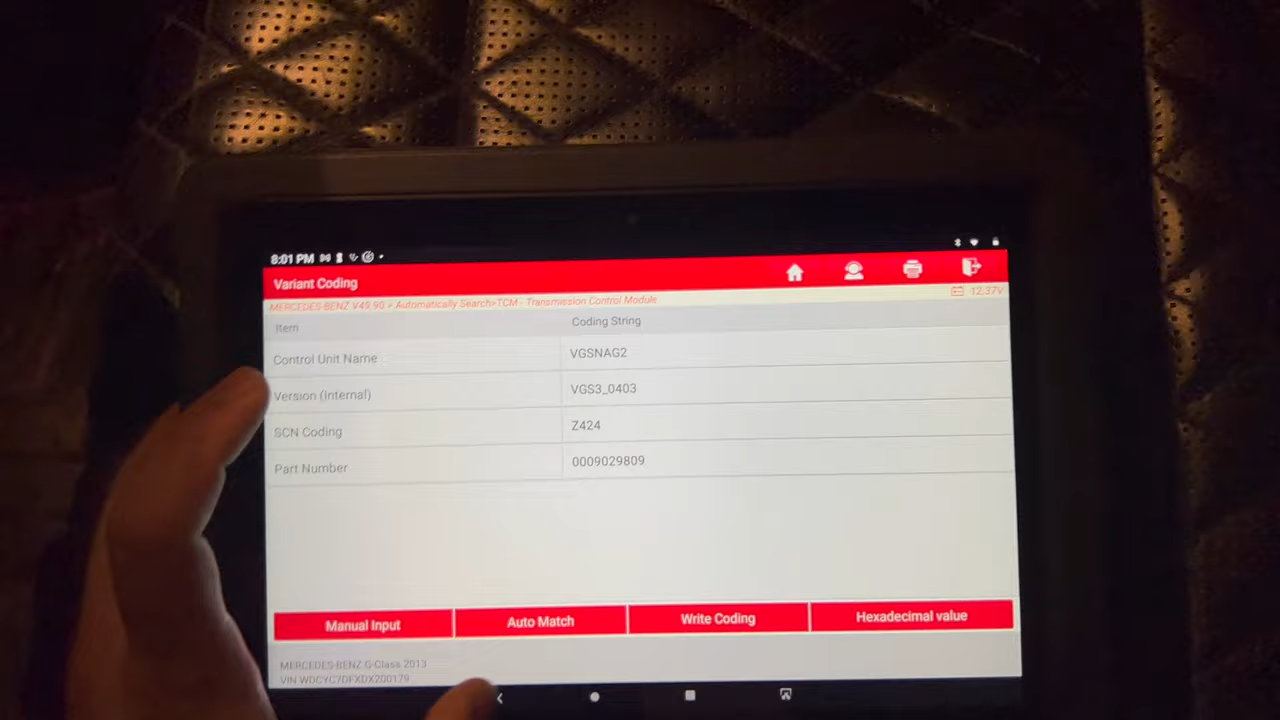 8:01 PM
Variant Coding
MERCEDES-BENZ V49.90 > Automatically Search>TCM - Transmission Control Module
12.37V
Item Coding String
Control Unit Name VGSNAG2
Version (Internal) VGS3_0403
SCN Coding Z424
Part Number 0009029809
Manual Input Auto Match Write Coding Hexadecimal value
MERCEDES-BENZ G-Class 2013
VIN WDCYC7DFXDX200179